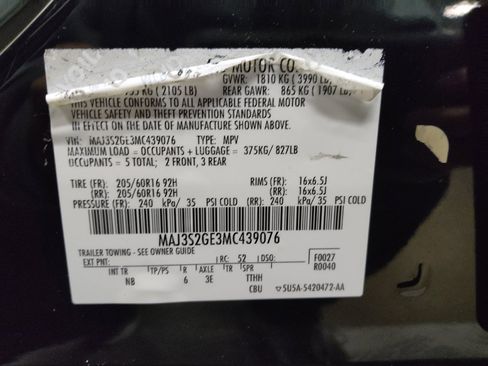 MOTOR CO.
GVWR: 1810 KG ( 3990 LB)
KG ( 2105 LB) REAR GAWR: 865 KG ( 1907 LB)
THIS VEHICLE CONFORMS TO ALL APPLICABLE FEDERAL MOTOR
VEHICLE SAFETY AND THEFT PREVENTION STANDARDS
IN EFFECT ON THE DATE OF MANUFACTURE SHOWN ABOVE.
VIN: MAJ3S2GE3MC439076 TYPE: MPV
MAXIMUM LOAD = OCCUPANTS + LUGGAGE = 375KG/ 827LB
OCCUPANTS = 5 TOTAL: 2 FRONT, 3 REAR
TIRE (FR): 205/60R16 92H RIMS (FR): 16x6.5J
(RR): 205/60R16 92H (RR): 16x6.5J
PRESSURE (FR): 240 kPa/ 35 PSI COLD (RR): 240 kPa/ 35 PSI COLD
MAJ3S2GE3MC439076
TRAILER TOWING - SEE OWNER GUIDE
EXT PNT: RC: 52 DSO: F0027
R0040
INT TR TP/PS R AXLE TR SPR
NB 6 3E TTHH
CBU 5U5A-5420472-AA